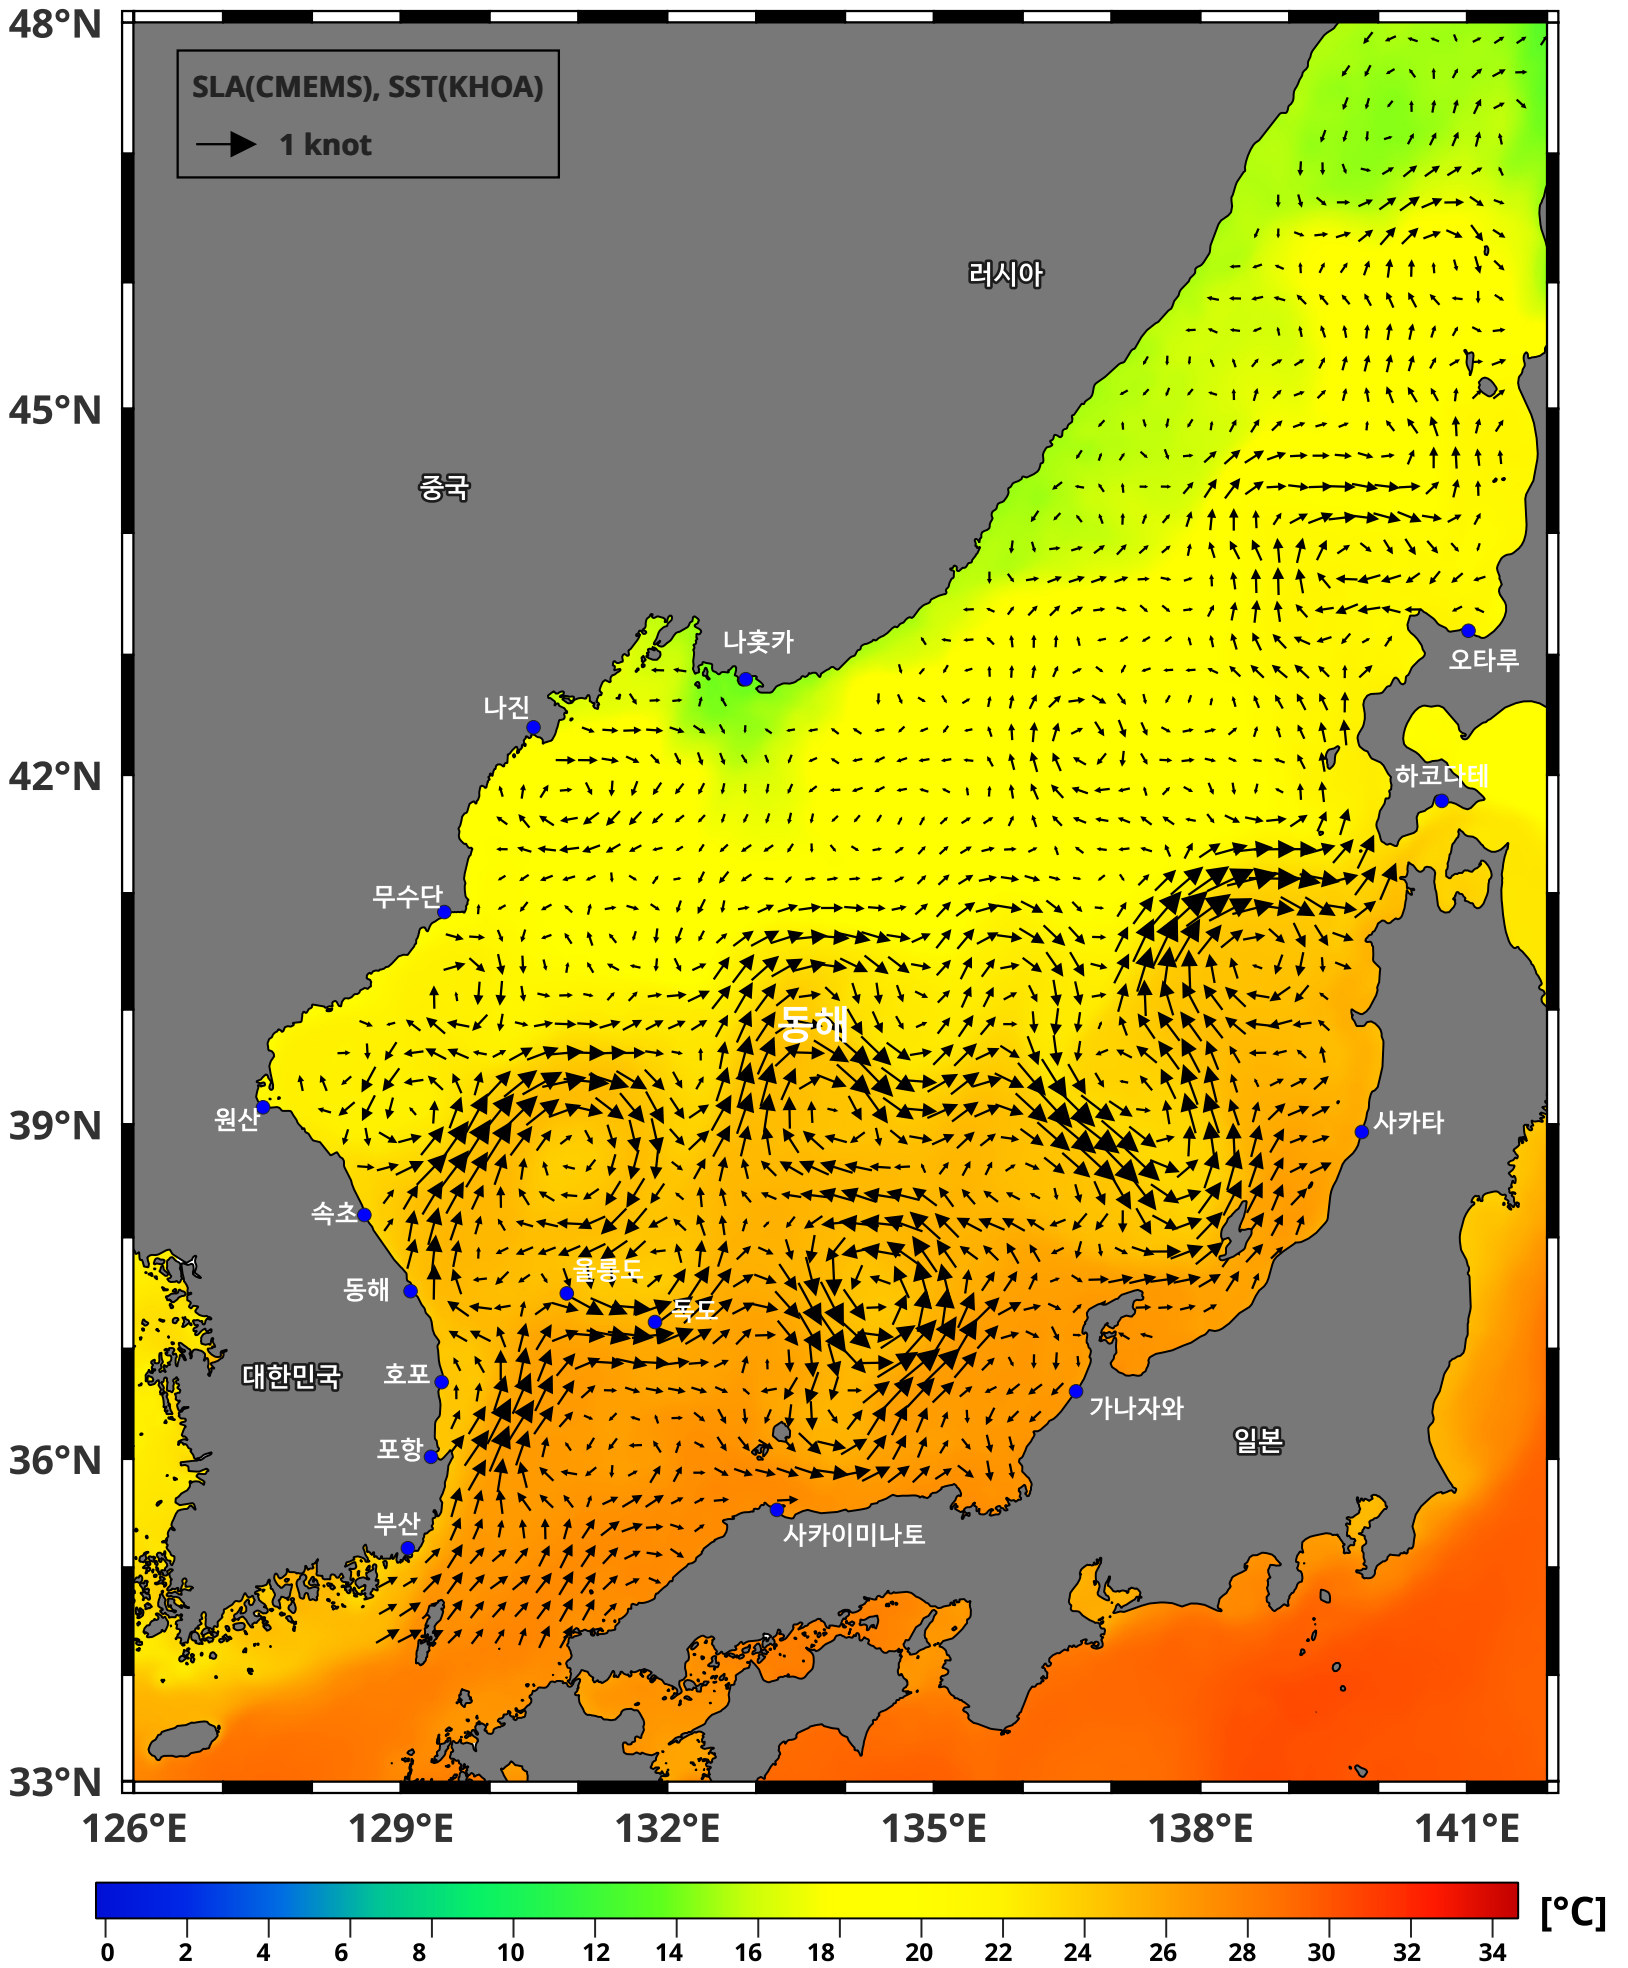 48°N
SLA(CMEMS), SST(KHOA)
1 knot
러시아
45°N
중국
나홋카
오타루
나진
42°N
하코다테
무수단
동해
39°N
원산
사카타
속초
울릉도
동해
독도
대한민국
호포
가나자와
일본
36°N
포항
부산
사카이미나토
33°N
126°E 129°E 132°E 135°E 138°E 141°E
[°C]
0 2 4 6 8 10 12 14 16 18 20 22 24 26 28 30 32 34